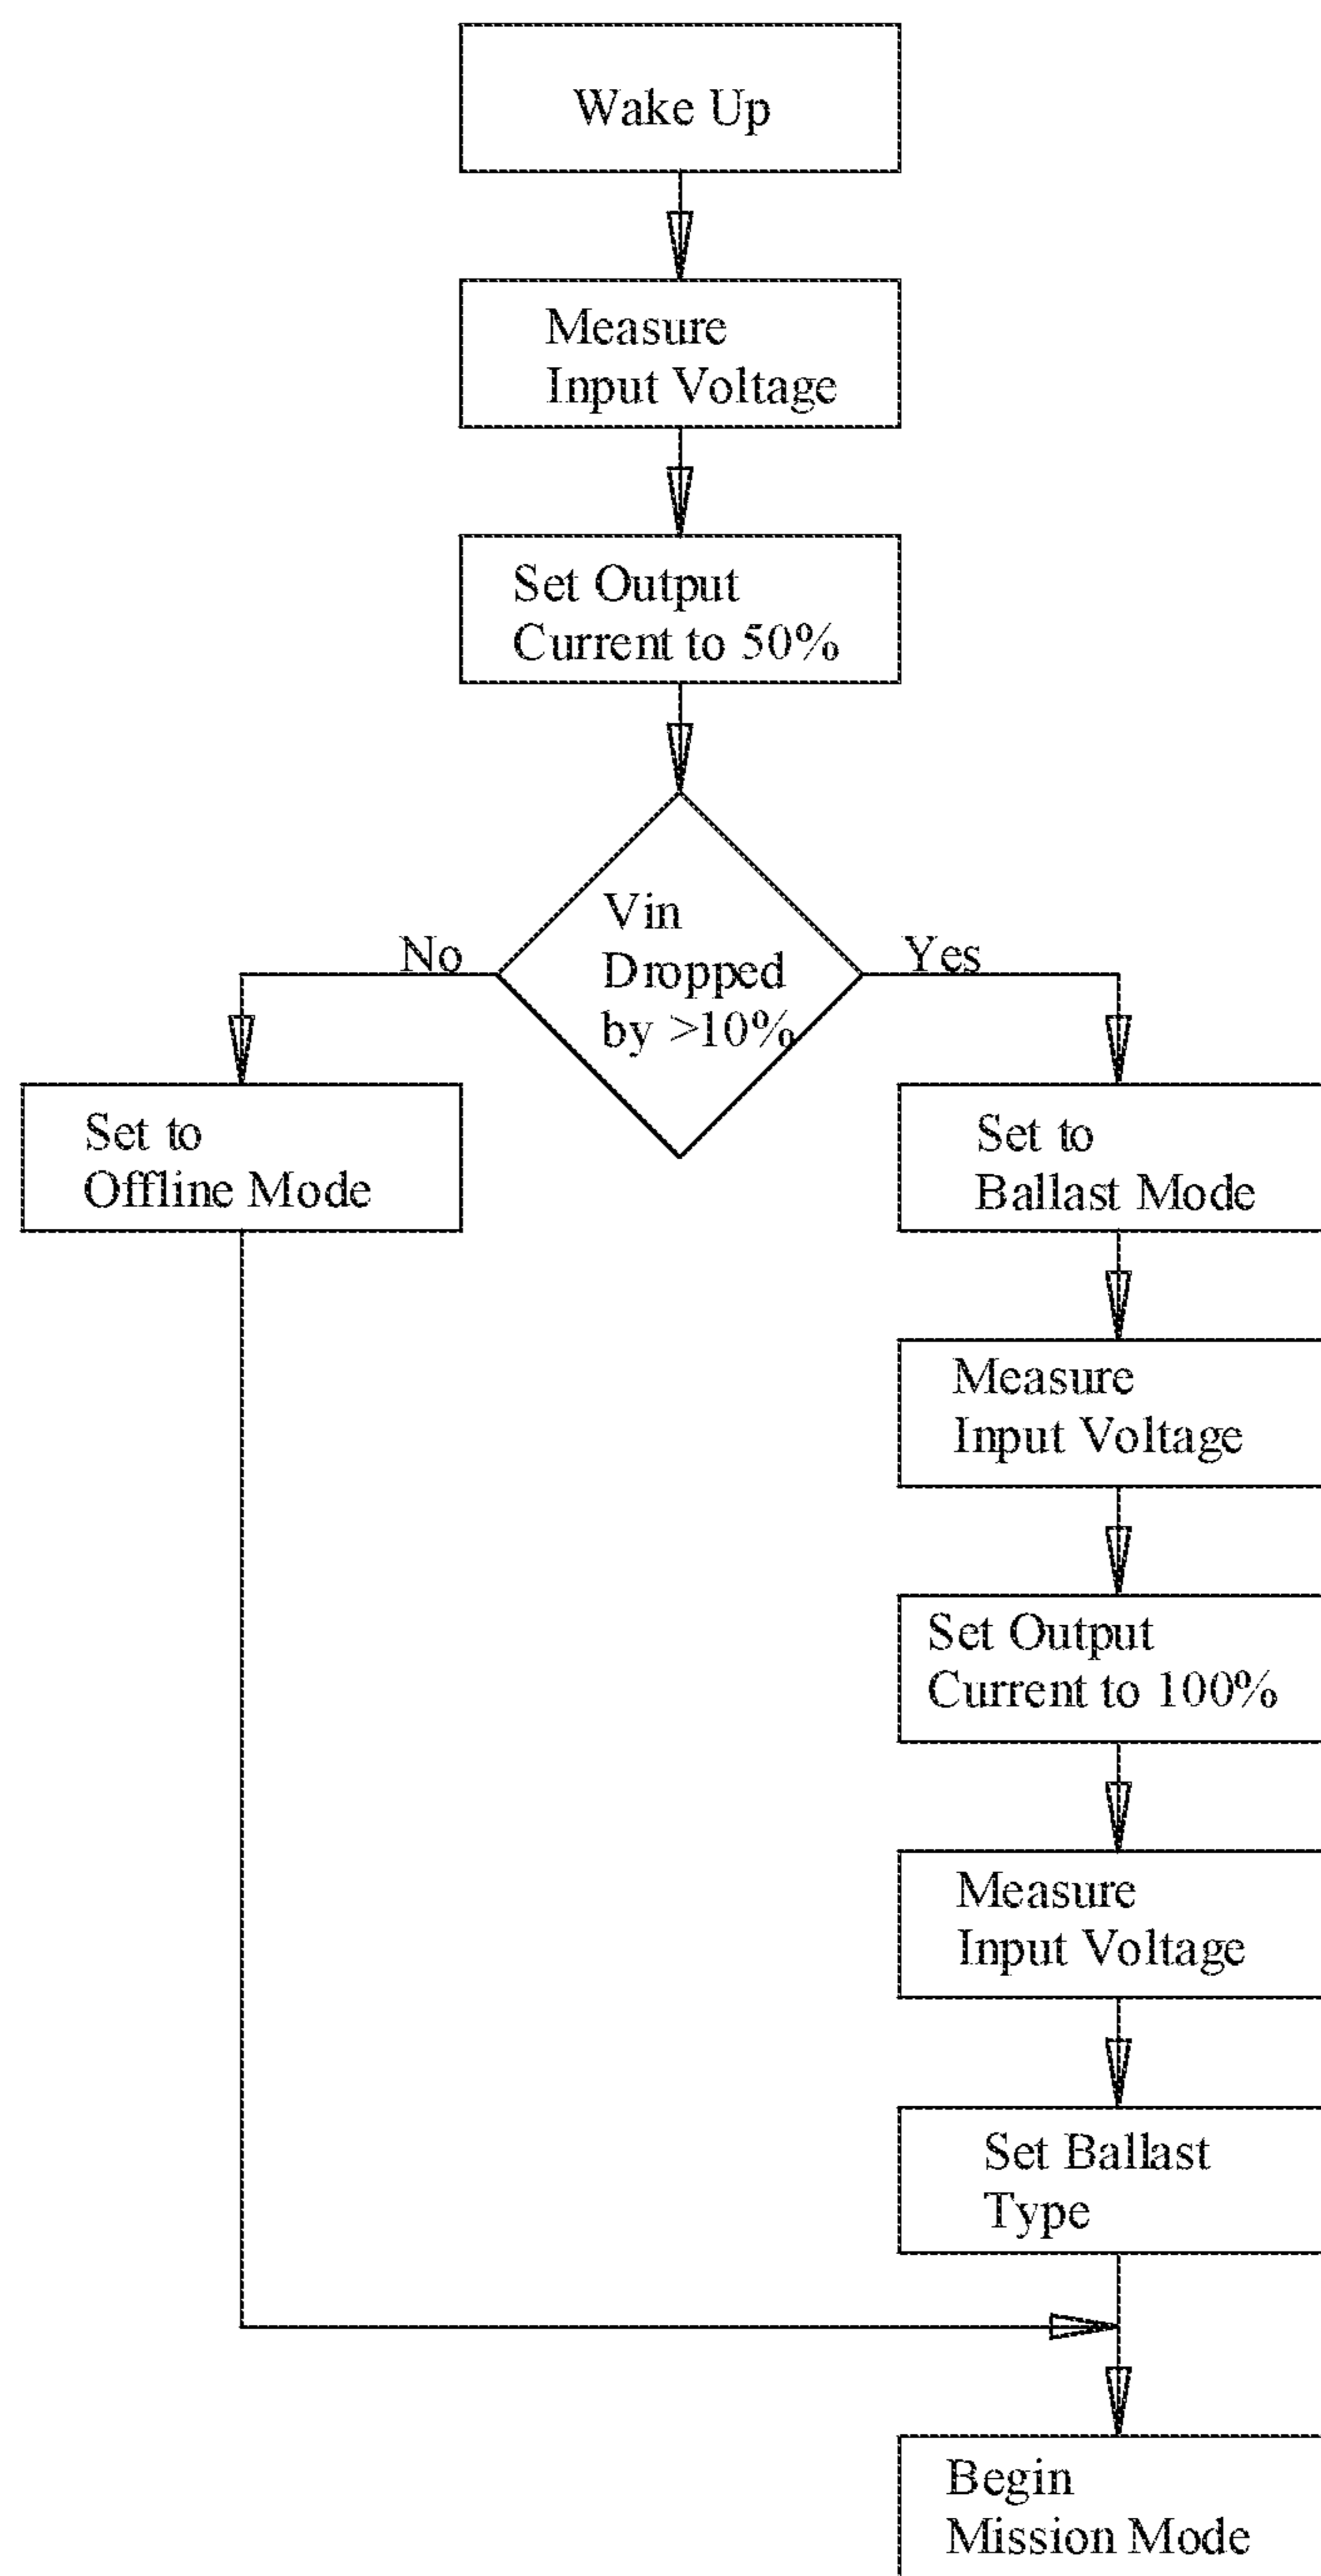 Wake Up
Measure
Input Voltage
Set Output
Current to 50%
Vin
Dropped
by >10%
No
Yes
Set to
Offline Mode
Set to
Ballast Mode
Measure
Input Voltage
Set Output
Current to 100%
Measure
Input Voltage
Set Ballast
Type
Begin
Mission Mode